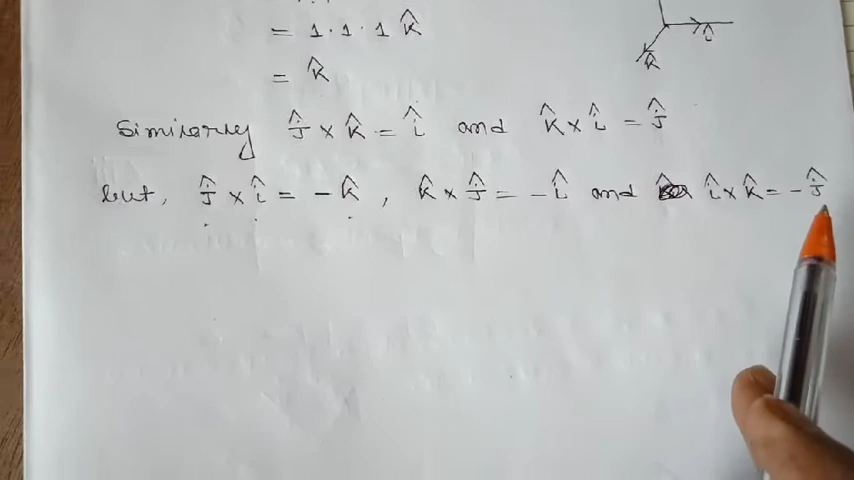 = 1·1·1 k̂
= k̂
î
k̂
Similarly ĵ × k̂ = î and k̂ × î = ĵ
but, ĵ × î = - k̂ , k̂ × ĵ = - î and î × k̂ = - ĵ